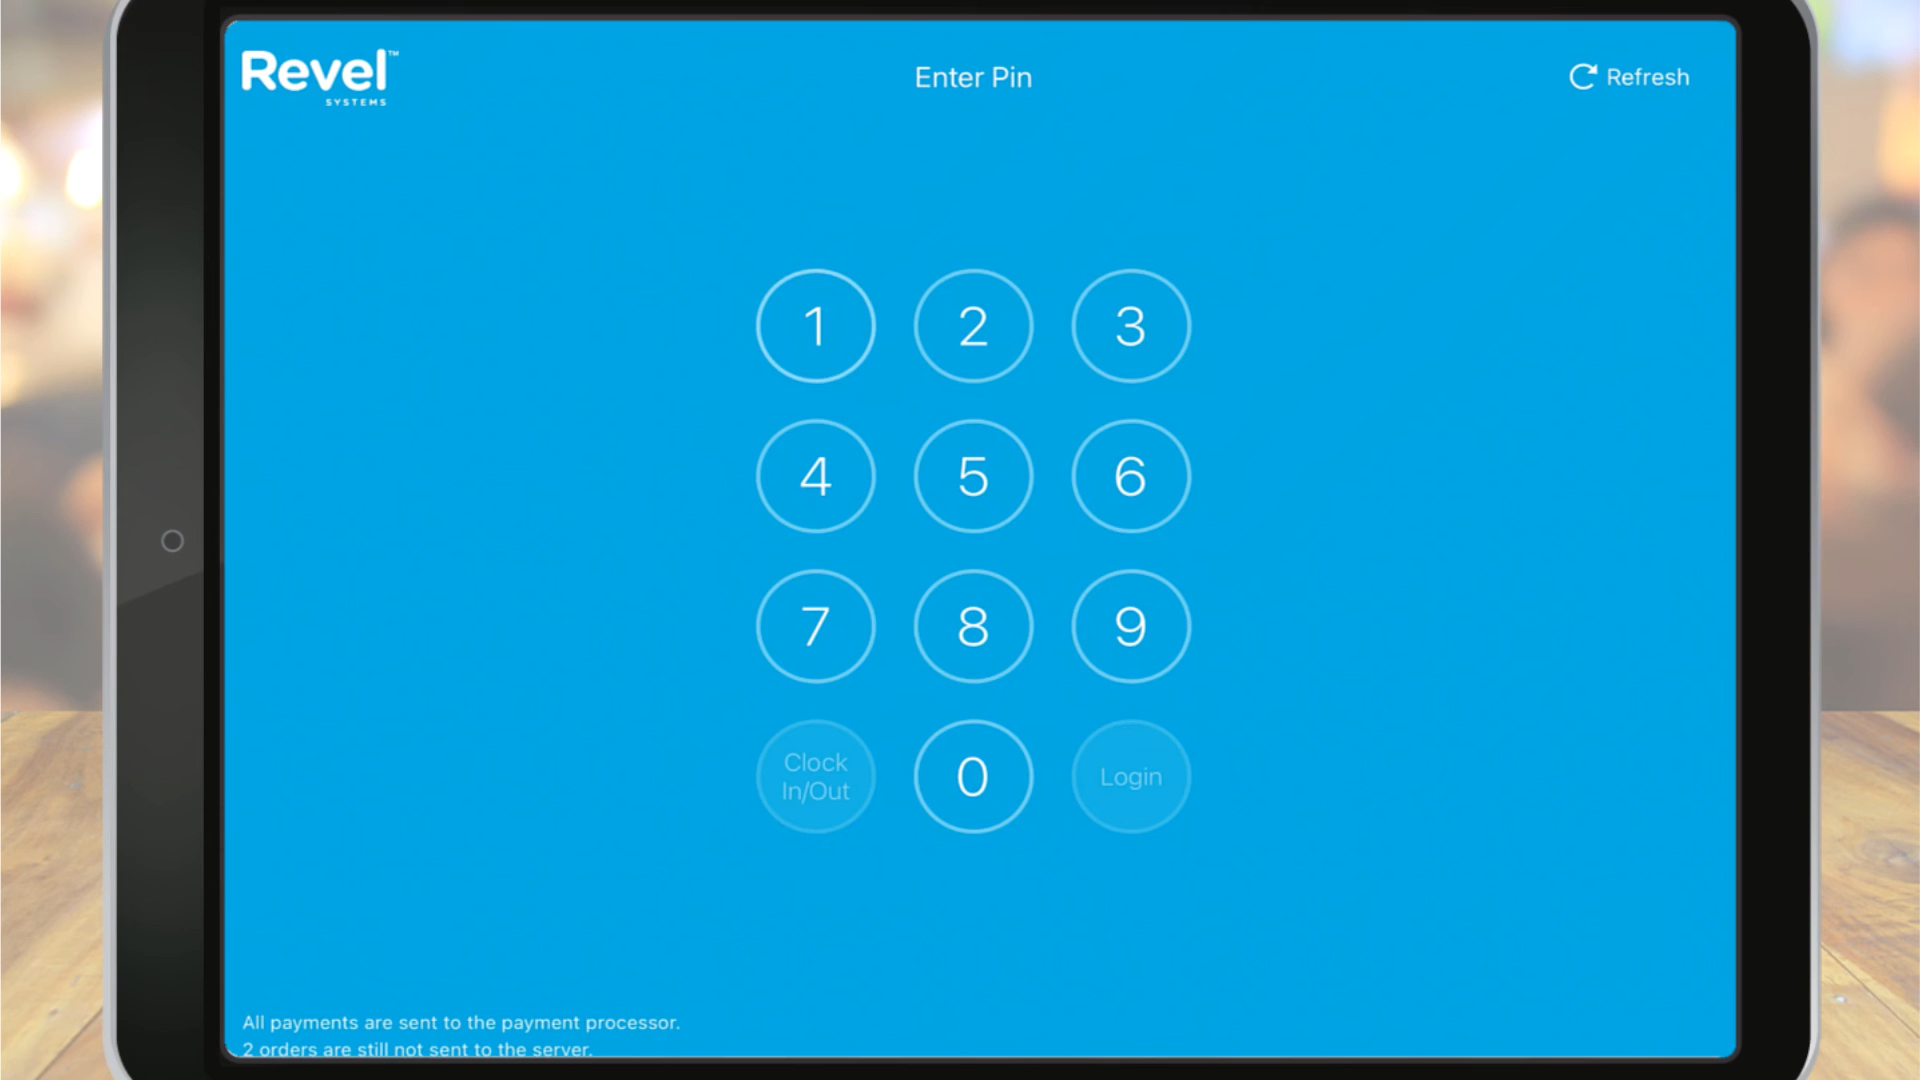 Revel™
SYSTEMS
Enter Pin
Refresh
1 2 3
4 5 6
7 8 9
Clock
In/Out
0
Login
All payments are sent to the payment processor.
2 orders are still not sent to the server.